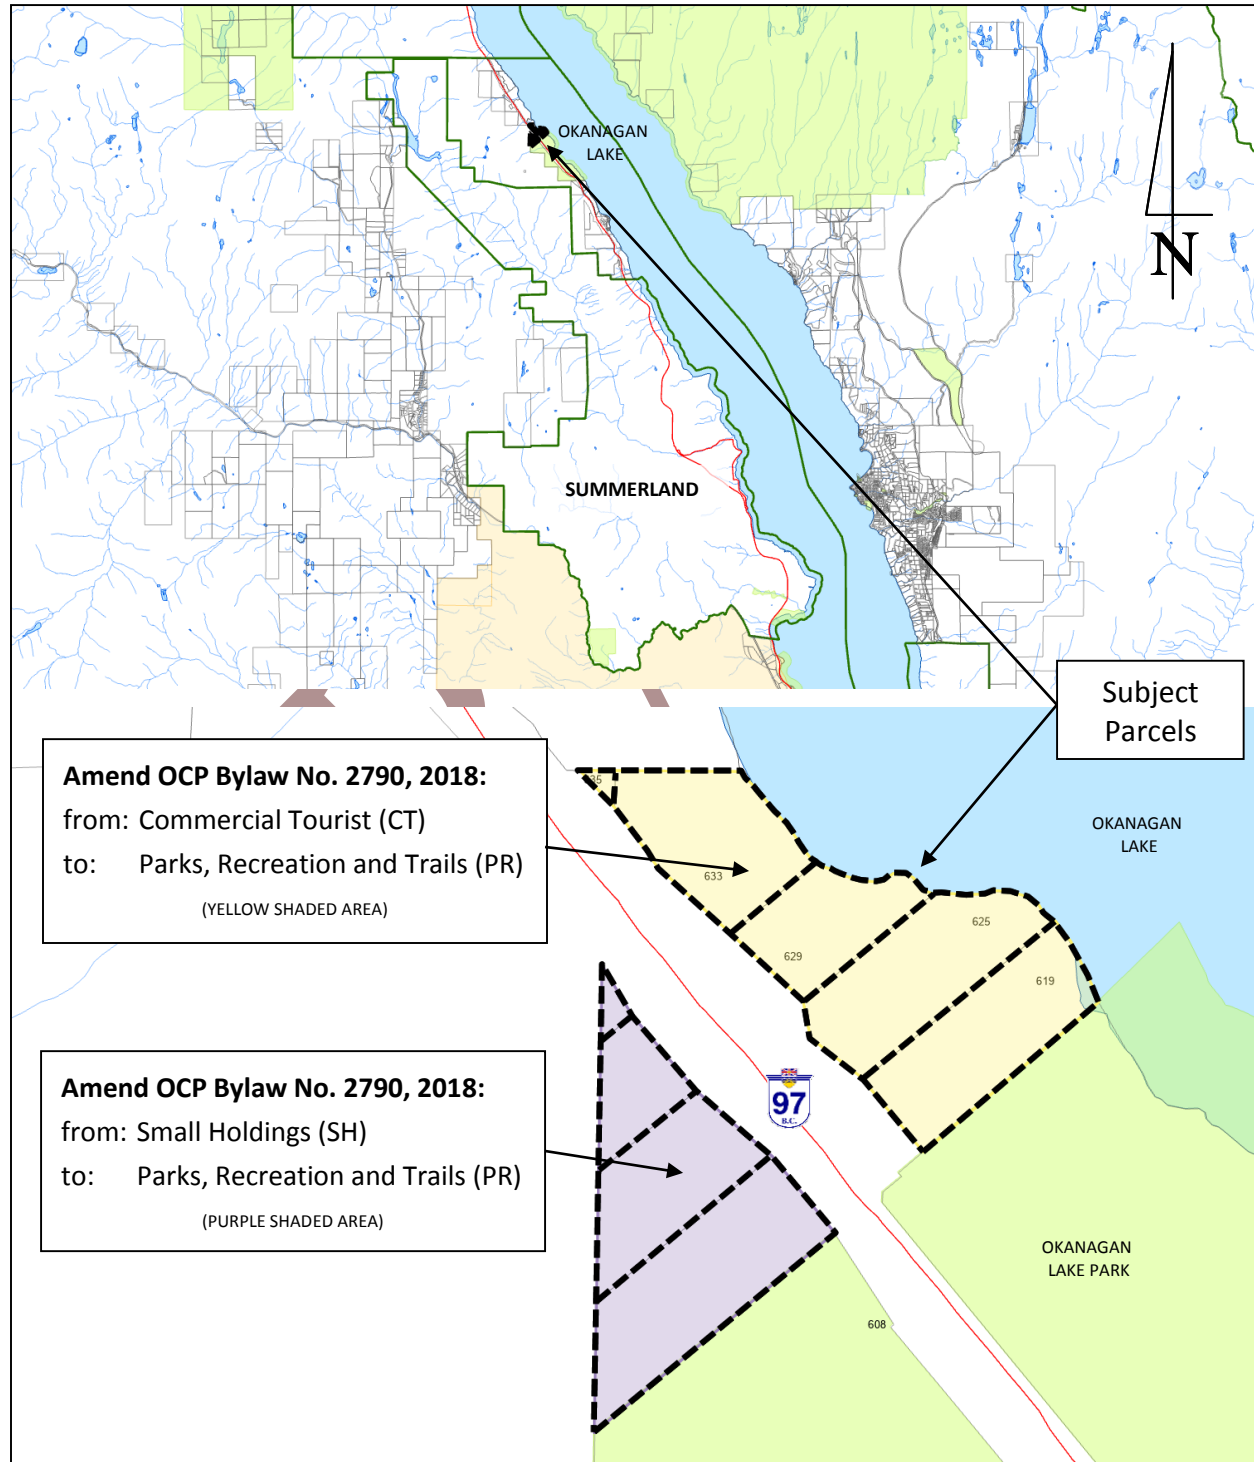 OKANAGAN
LAKE
N
SUMMERLAND
Subject
Parcels
Amend OCP Bylaw No. 2790, 2018:
from: Commercial Tourist (CT)
to: Parks, Recreation and Trails (PR)
(YELLOW SHADED AREA)
633
629
625
619
OKANAGAN
LAKE
97
B.C.
Amend OCP Bylaw No. 2790, 2018:
from: Small Holdings (SH)
to: Parks, Recreation and Trails (PR)
(PURPLE SHADED AREA)
OKANAGAN
LAKE PARK
608